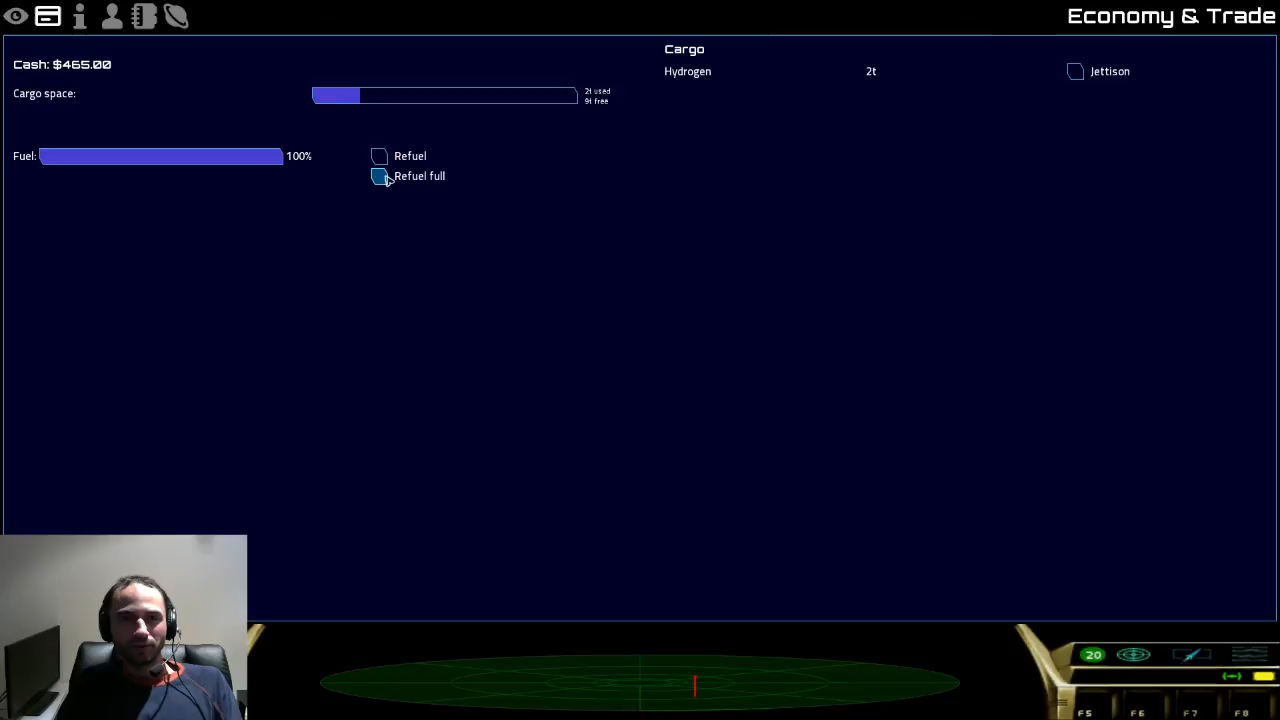 Economy & Trade
Cash: $465.00
Cargo space:
2t used
9t free
Fuel:
100%
Refuel
Refuel full
Cargo
Hydrogen 2t Jettison
20
F5 F6 F7 F8